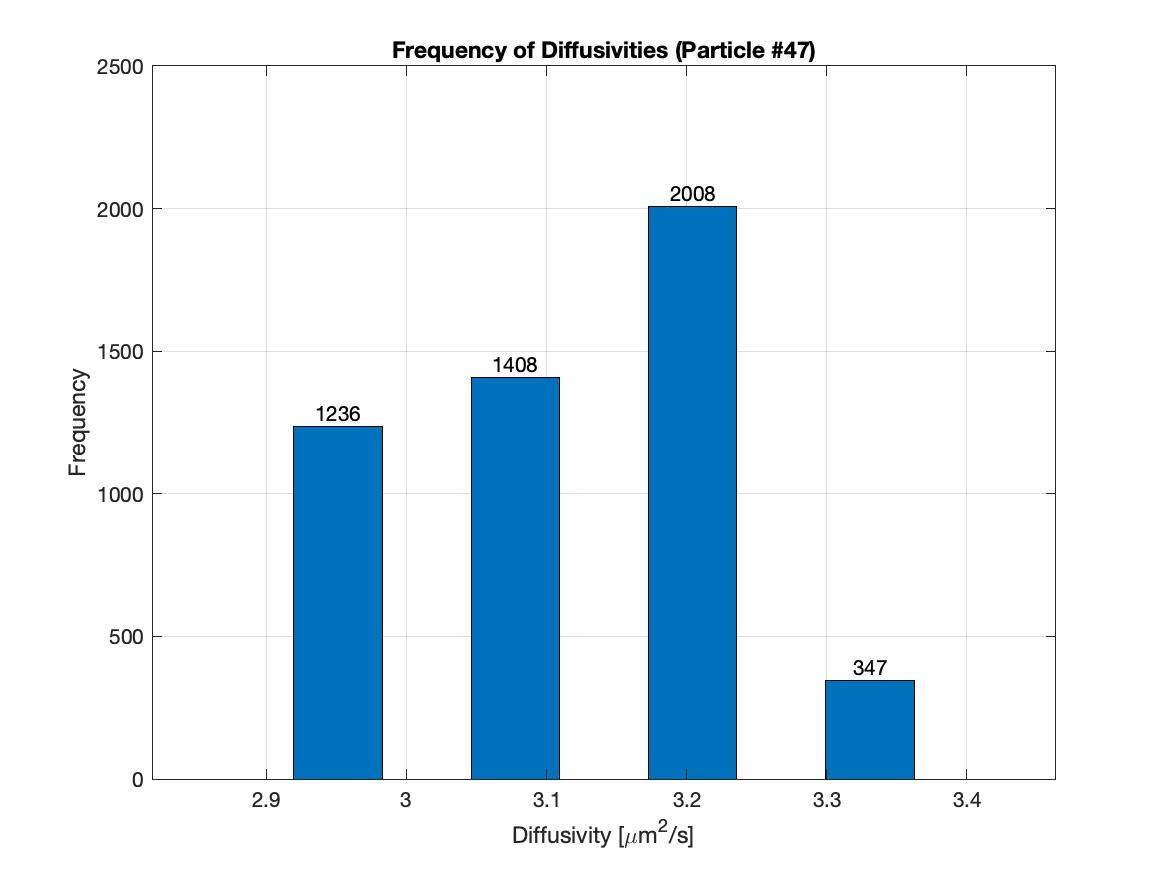 Frequency of Diffusivities (Particle #47)
2500
2000
1500
1000
500
0
Frequency
1236
1408
2008
347
2.9 3 3.1 3.2 3.3 3.4
Diffusivity [μm²/s]